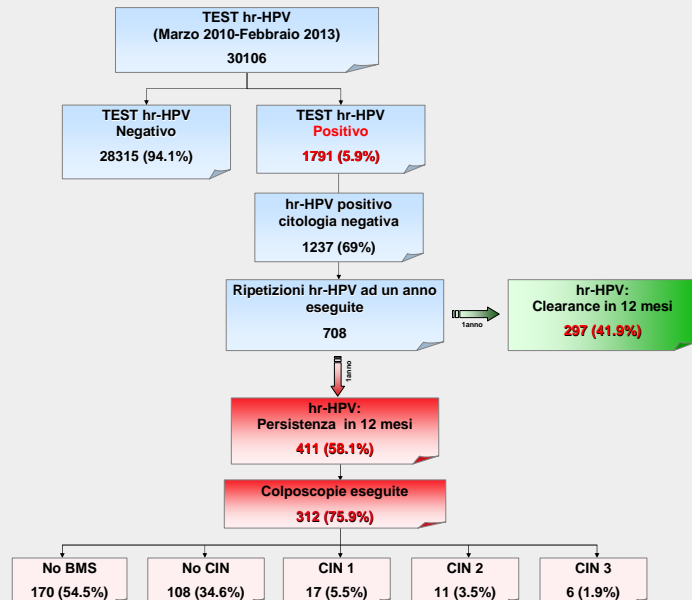 TEST hr-HPV
(Marzo 2010-Febbraio 2013)
30106
TEST hr-HPV
Negativo
28315 (94.1%)
TEST hr-HPV
Positivo
1791 (5.9%)
hr-HPV positivo
citologia negativa
1237 (69%)
Ripetizioni hr-HPV ad un anno
eseguite
708
1anno
hr-HPV:
Clearance in 12 mesi
297 (41.9%)
1anno
hr-HPV:
Persistenza in 12 mesi
411 (58.1%)
Colposcopie eseguite
312 (75.9%)
No BMS
170 (54.5%)
No CIN
108 (34.6%)
CIN 1
17 (5.5%)
CIN 2
11 (3.5%)
CIN 3
6 (1.9%)